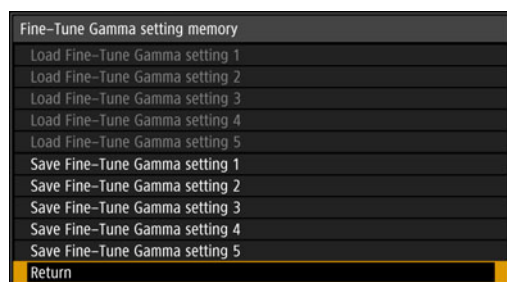 Fine-Tune Gamma setting memory
Load Fine-Tune Gamma setting 1
Load Fine-Tune Gamma setting 2
Load Fine-Tune Gamma setting 3
Load Fine-Tune Gamma setting 4
Load Fine-Tune Gamma setting 5
Save Fine-Tune Gamma setting 1
Save Fine-Tune Gamma setting 2
Save Fine-Tune Gamma setting 3
Save Fine-Tune Gamma setting 4
Save Fine-Tune Gamma setting 5
Return